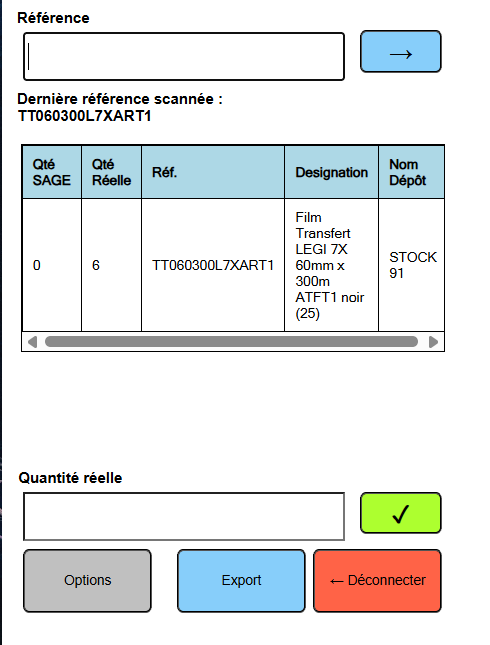 Référence
→
Dernière référence scannée :
TT060300L7XART1
Qté SAGE
Qté Réelle
Réf.
Designation
Nom Dépôt
0
6
TT060300L7XART1
Film
Transfert
LEGI 7X
60mm x
300m
ATFT1 noir
(25)
STOCK
91
Quantité réelle
✓
Options
Export
← Déconnecter